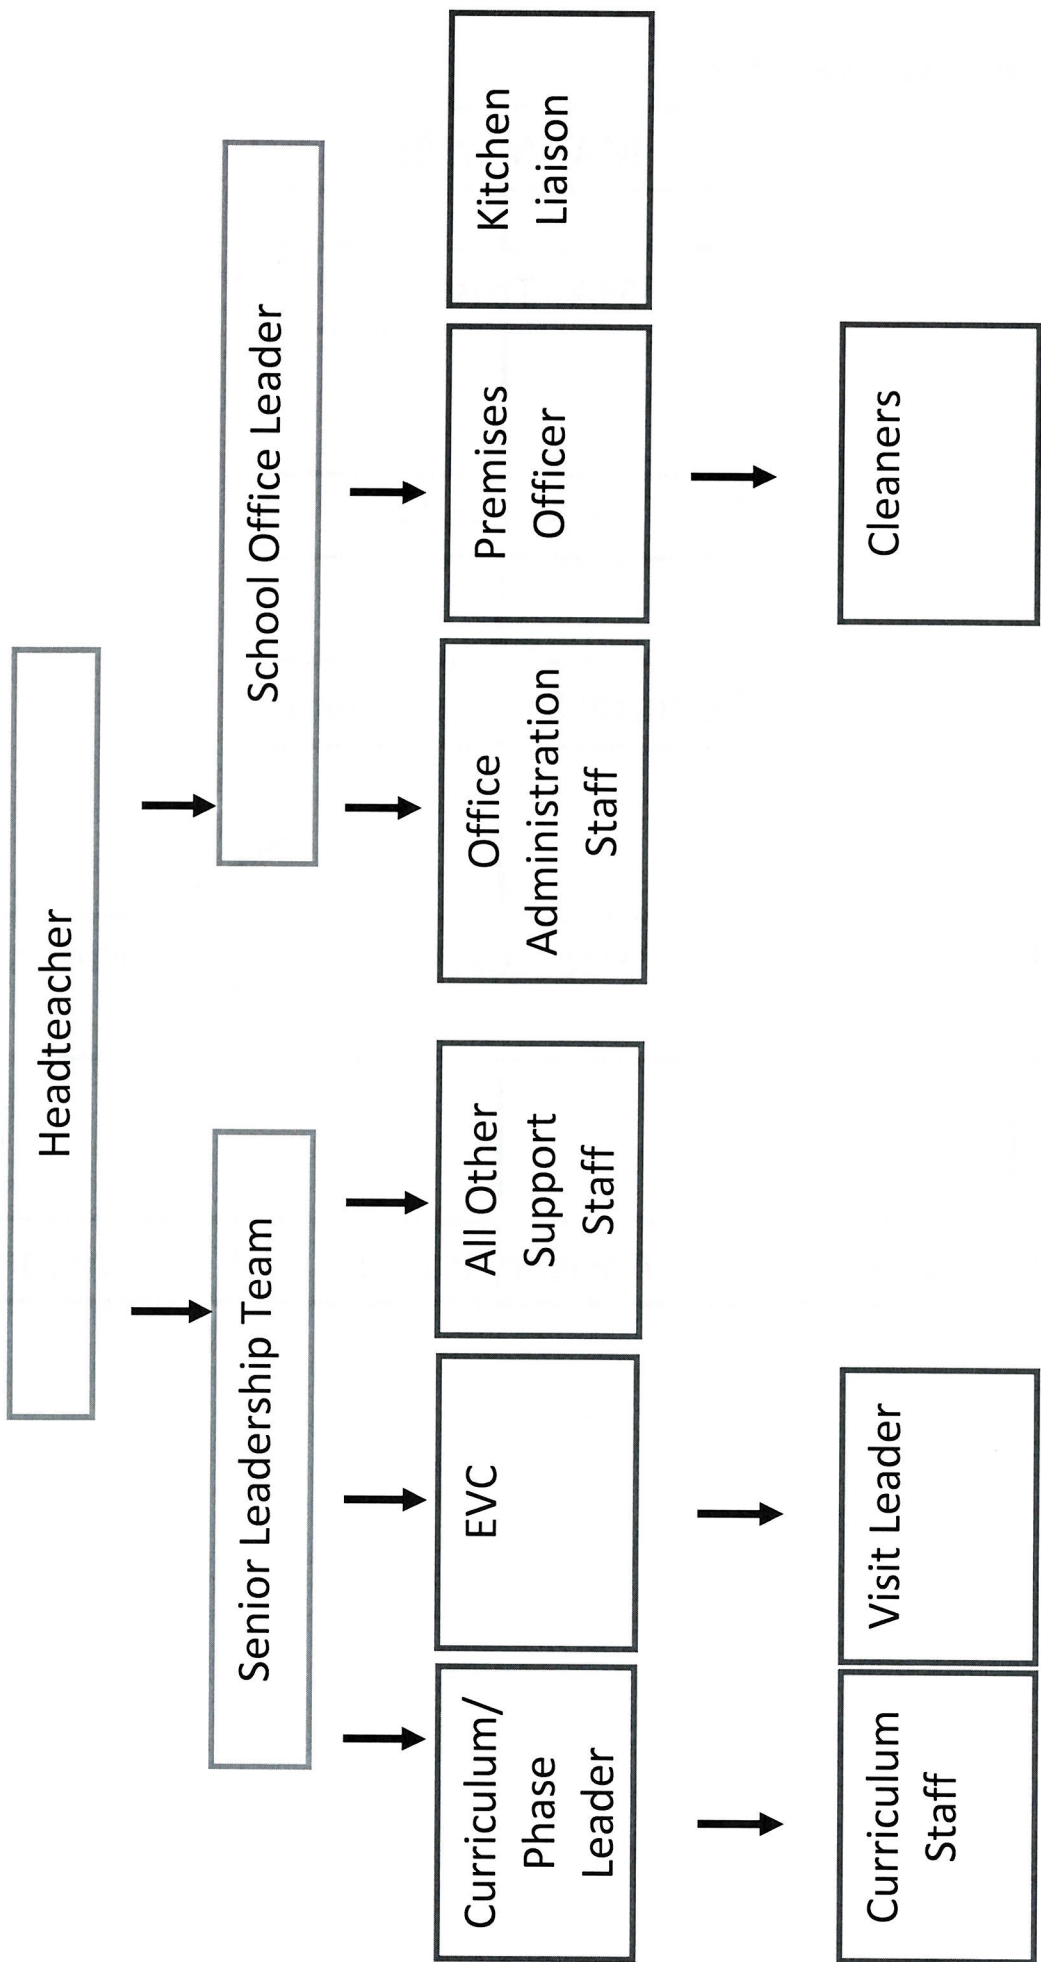 Headteacher
Senior Leadership Team
School Office Leader
Curriculum/
Phase
Leader
EVC
All Other
Support
Staff
Office
Administration
Staff
Premises
Officer
Kitchen
Liaison
Curriculum
Staff
Visit Leader
Cleaners